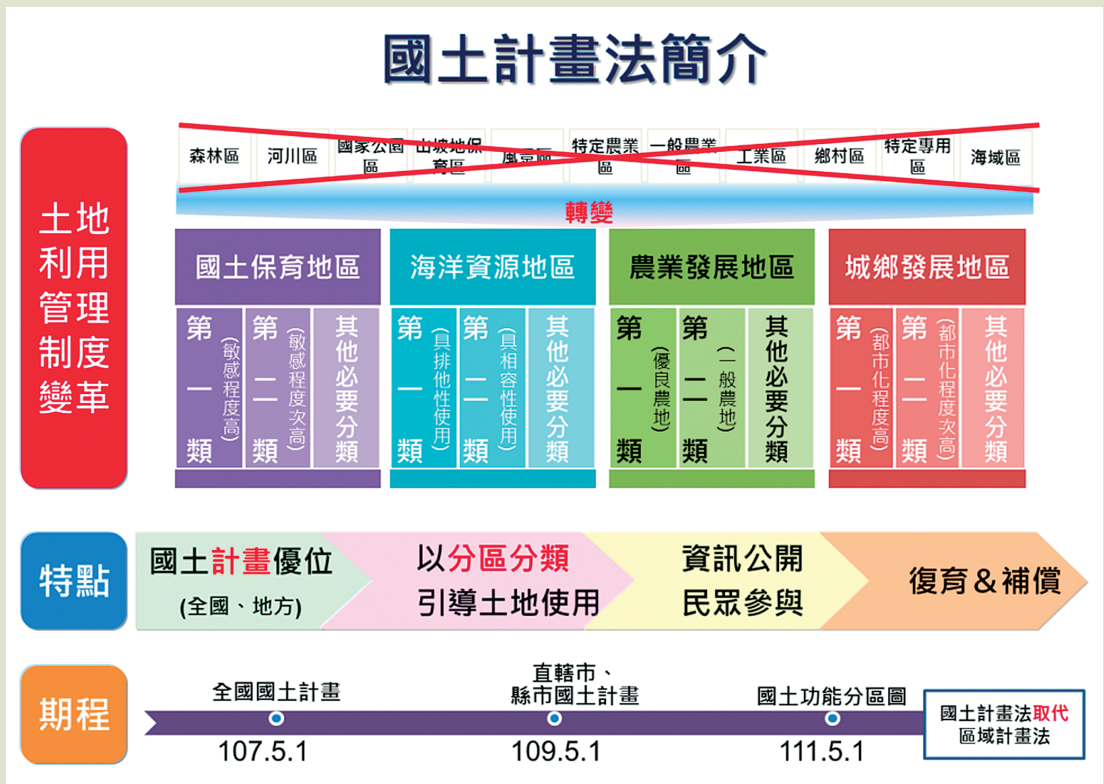 國土計畫法簡介
土地
利用
管理
制度
變革
森林區
河川區
國家公園
區
山坡地保
育區
風景區
特定農業
區
一般農業
區
工業區
鄉村區
特定專用
區
海域區
轉變
國土保育地區
第一類
(敏感程度高)
第二類
(敏感程度次高)
其他必要分類
海洋資源地區
第一類
(具排他性使用)
第二類
(具相容性使用)
其他必要分類
農業發展地區
第一類
(優良農地)
第二類
(一般農地)
其他必要分類
城鄉發展地區
第一類
(都市化程度高)
第二類
(都市化程度次高)
其他必要分類
特點
國土計畫優位
(全國、地方)
以分區分類
引導土地使用
資訊公開
民眾參與
復育&補償
期程
全國國土計畫
107.5.1
直轄市、
縣市國土計畫
109.5.1
國土功能分區圖
111.5.1
國土計畫法取代
區域計畫法